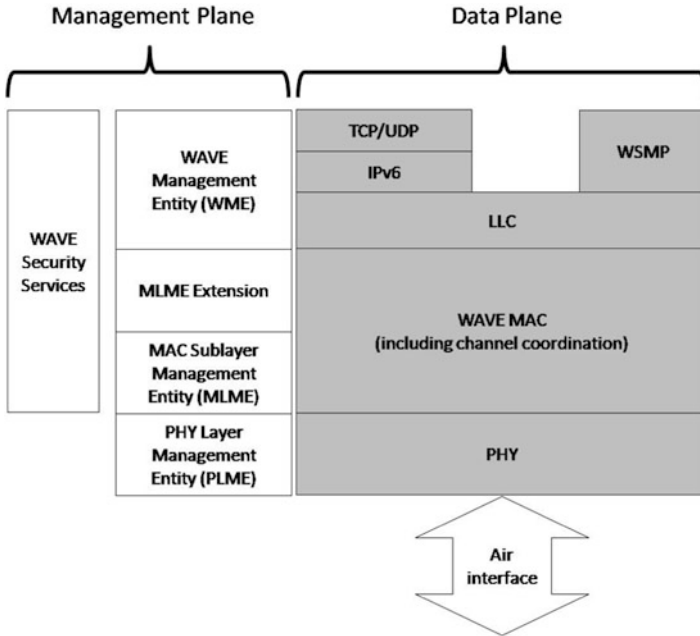 Management Plane
Data Plane
WAVE
Security
Services
WAVE
Management
Entity (WME)
MLME Extension
MAC Sublayer
Management
Entity (MLME)
PHY Layer
Management
Entity (PLME)
TCP/UDP
IPv6
WSMP
LLC
WAVE MAC
(including channel coordination)
PHY
Air
interface